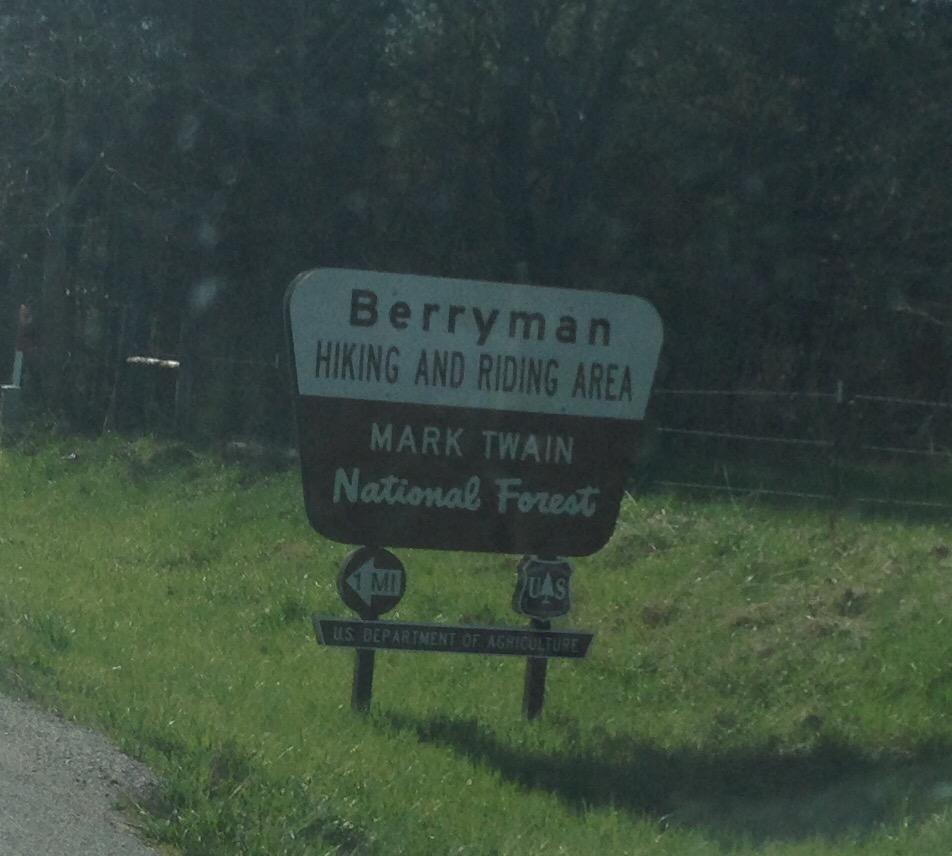 Berryman
HIKING AND RIDING AREA
MARK TWAIN
National Forest
1 MI
U S
U.S. DEPARTMENT OF AGRICULTURE